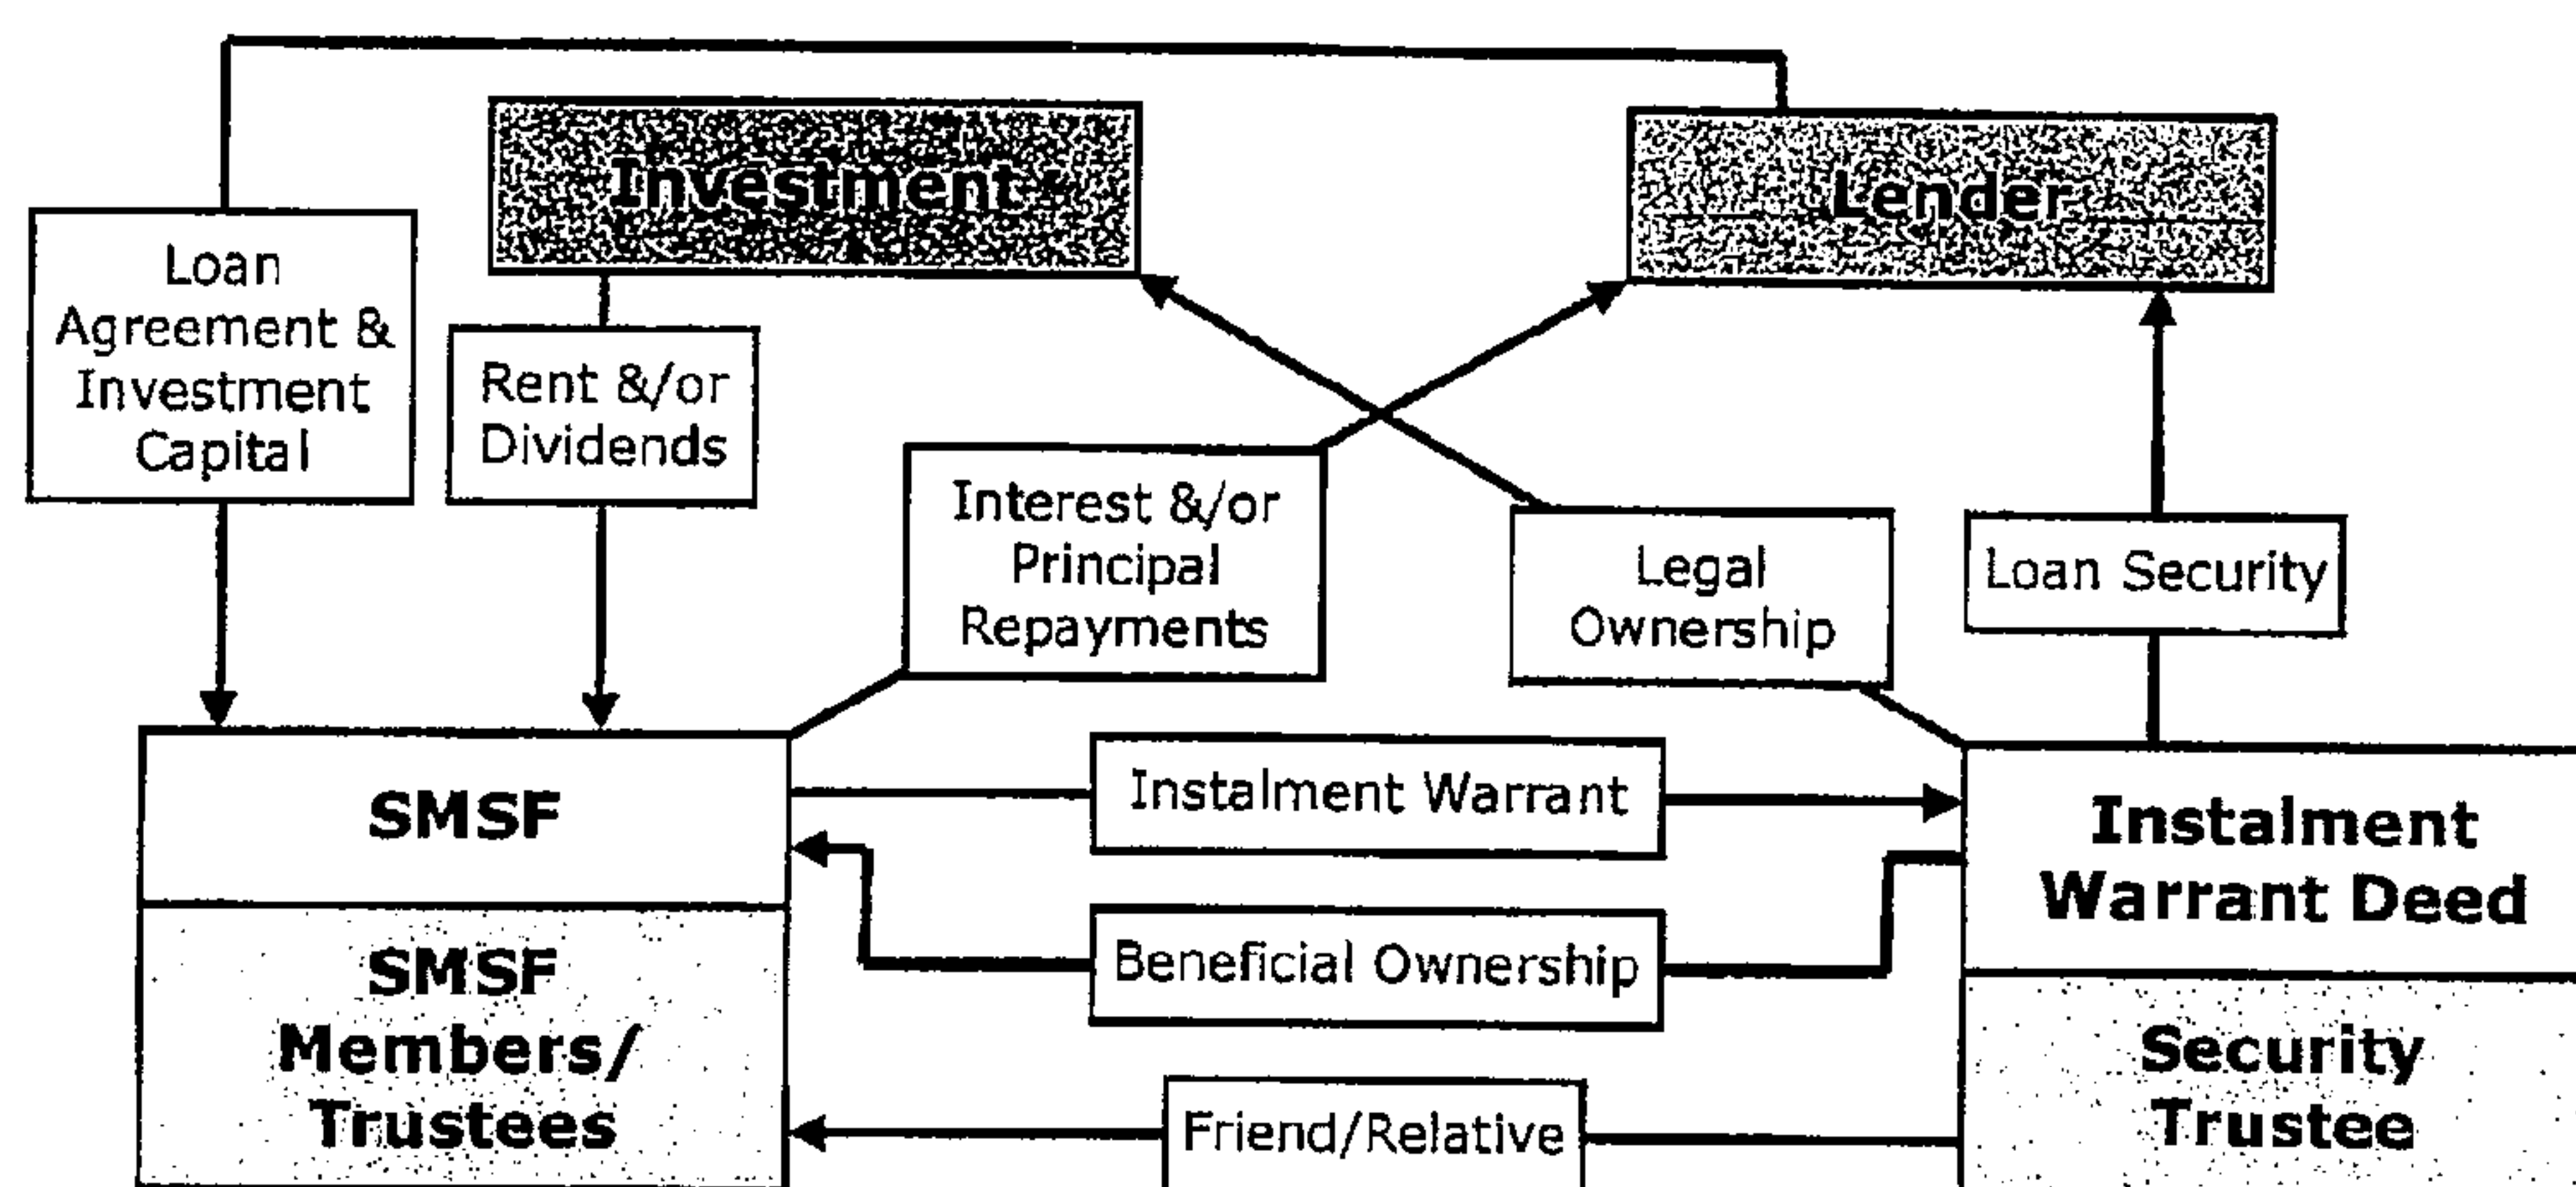 Investment
Lender
Loan
Agreement &
Investment
Capital
Rent &/or
Dividends
Interest &/or
Principal
Repayments
Legal
Ownership
Loan Security
SMSF
Instalment Warrant
Instalment
Warrant Deed
Beneficial Ownership
SMSF
Members/
Trustees
Friend/Relative
Security
Trustee